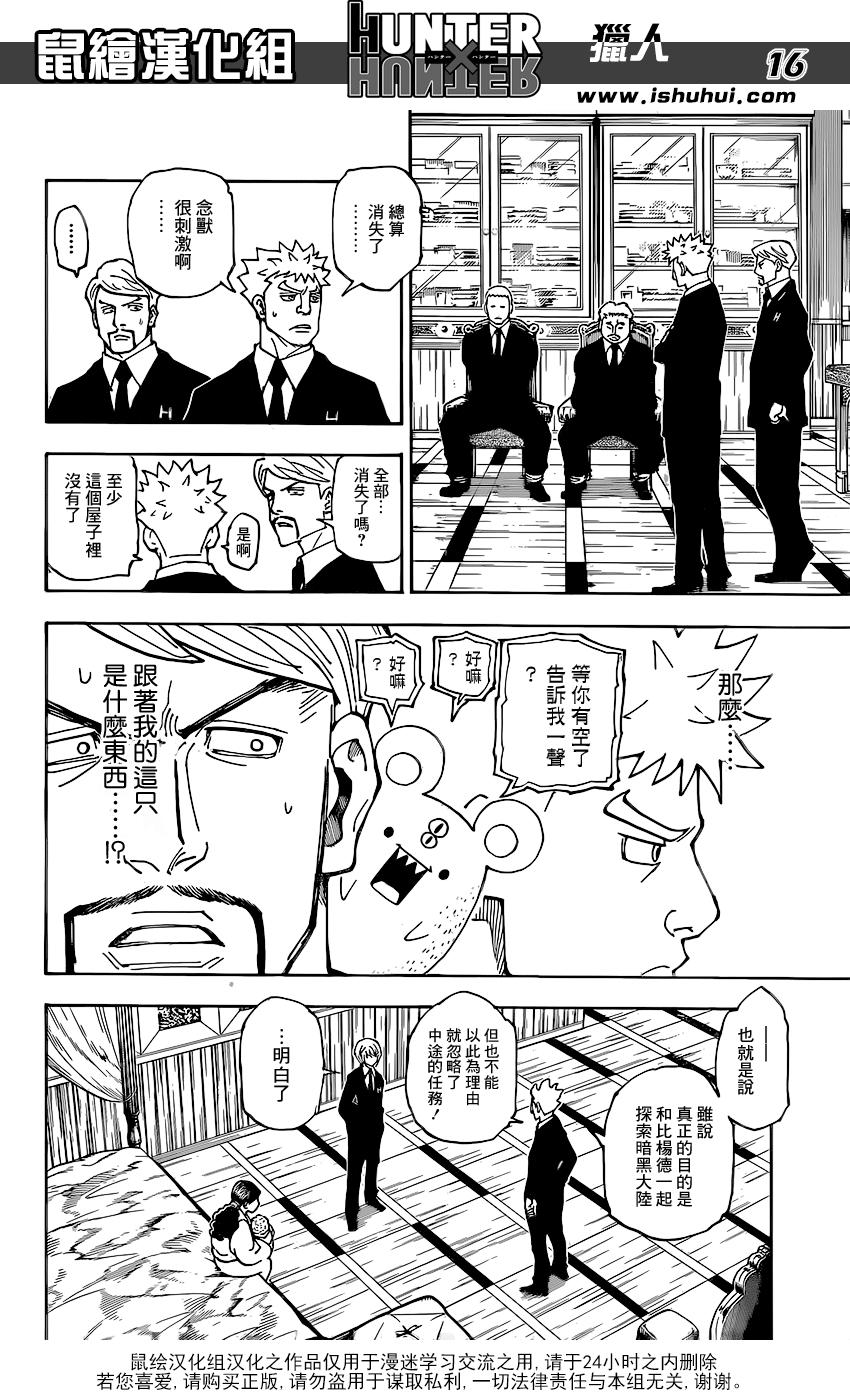 鼠繪漢化組
HUNTER
ハンター×ハンター
HUNTER
獵人
16
www.ishuhui.com
總算
消失了
………
念獸
很刺激啊
……
……
H
H
H
全部…
消失了嗎？
是啊
至少
這個屋子裡
沒有了
那麼……
等你有空了
告訴我一聲
？
好嘛
？
好嘛
？
跟著我的這只
是什麼東西……!?
——
也就是說
雖說
真正的目的是
和比楊德一起
探索暗黑大陸
但也不能
以此為理由
就忽略了
中途的任務！
…明白了
鼠绘汉化组汉化之作品仅用于漫迷学习交流之用, 请于24小时之内删除
若您喜爱, 请购买正版, 请勿盗用于谋取私利, 一切法律责任与本组无关, 谢谢。